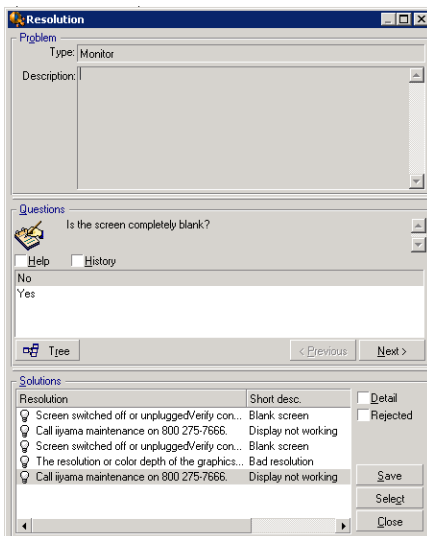 Resolution
Problem
Type: Monitor
Description:
Questions
Is the screen completely blank?
Help History
No
Yes
Tree < Previous Next >
Solutions
Resolution Short desc. Detail
Screen switched off or unpluggedVerify con... Blank screen Rejected
Call iiyama maintenance on 800 275-7666. Display not working
Screen switched off or unpluggedVerify con... Blank screen
The resolution or color depth of the graphics... Bad resolution
Call iiyama maintenance on 800 275-7666. Display not working Save
Select
Close